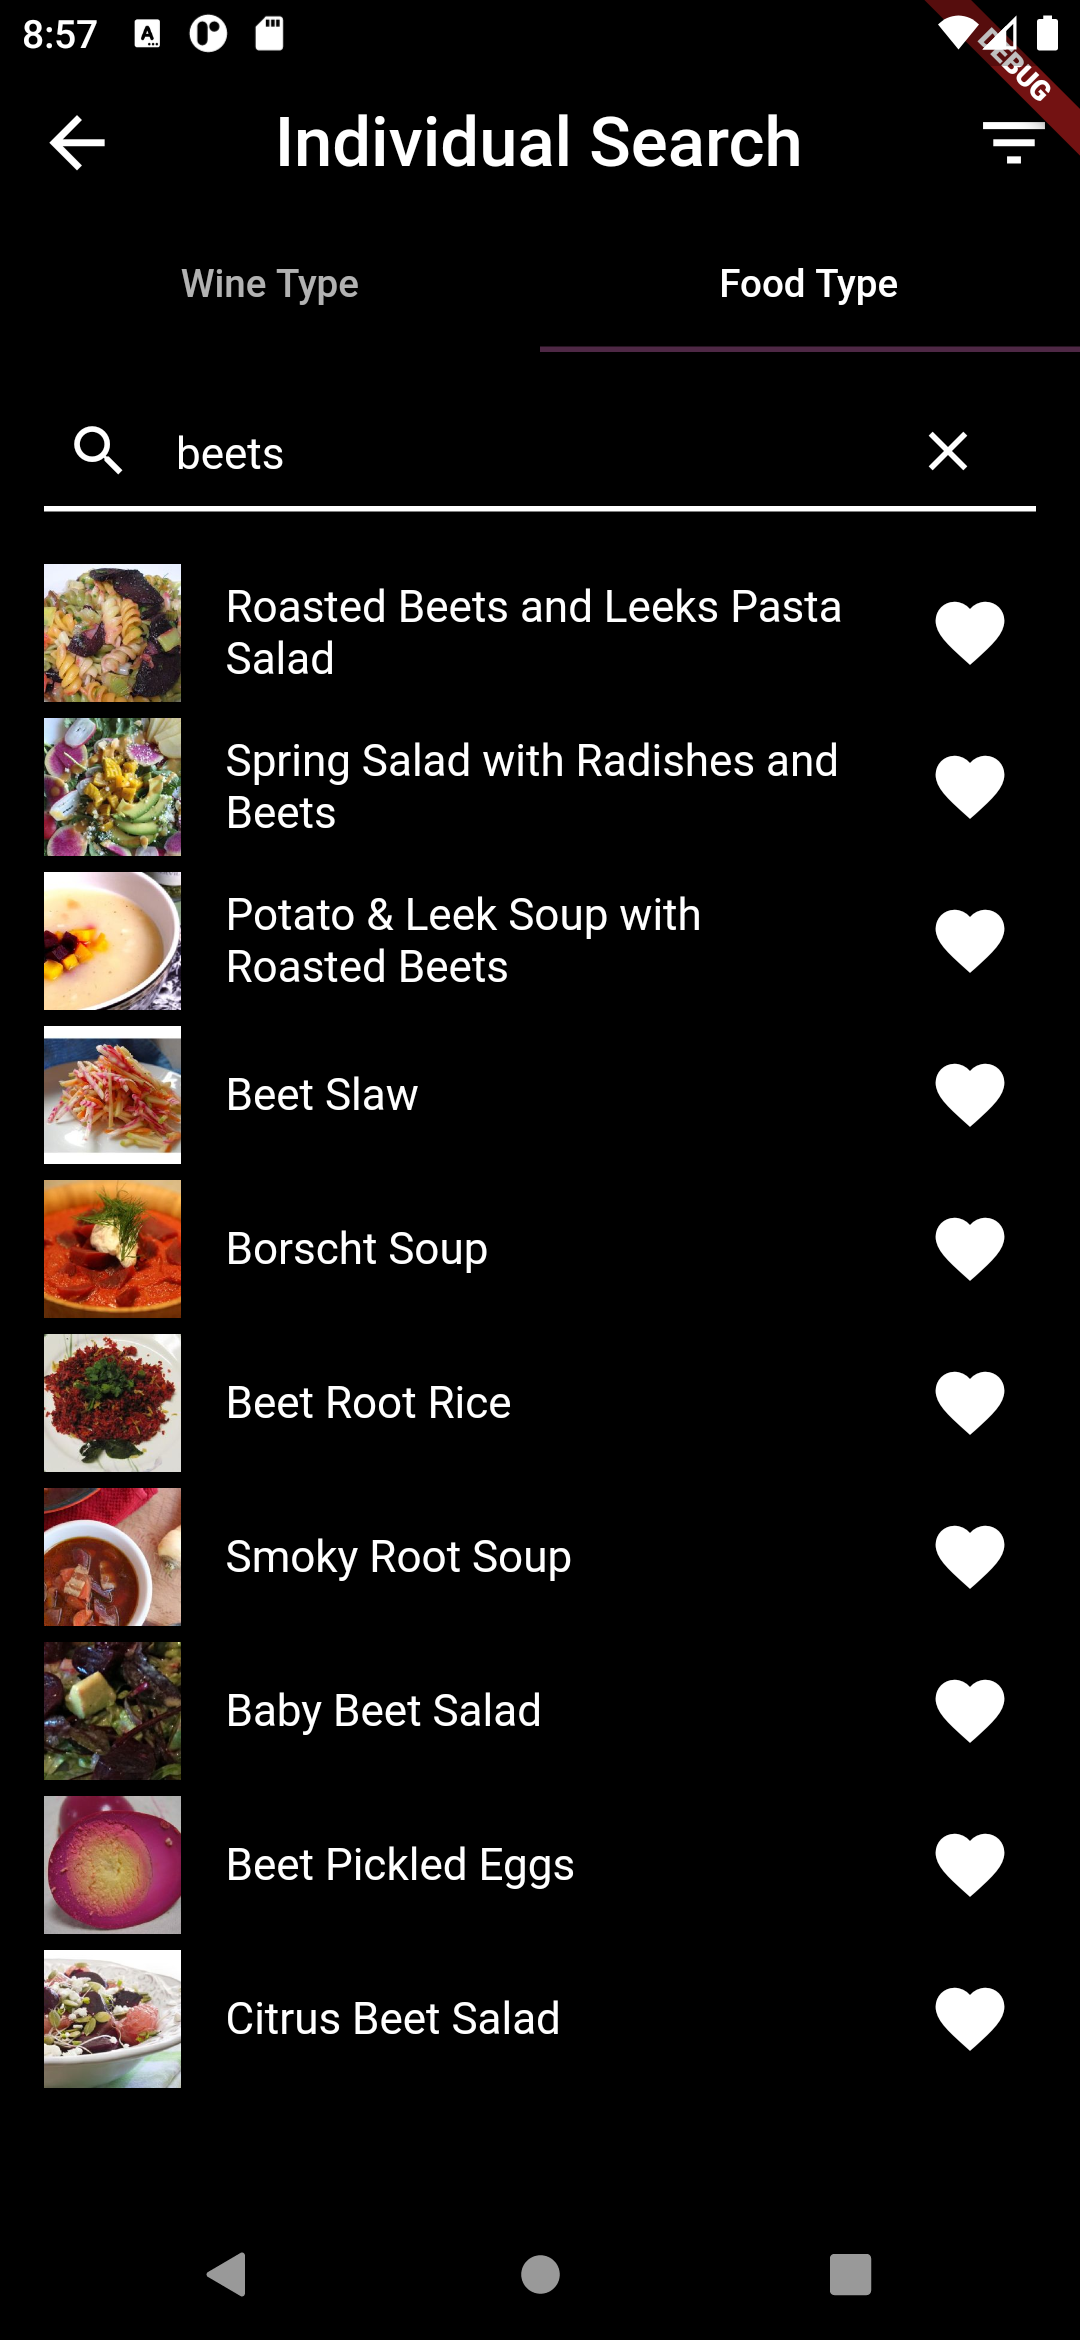 8:57
DEBUG
Individual Search
Wine Type
Food Type
beets
Roasted Beets and Leeks Pasta
Salad
Spring Salad with Radishes and
Beets
Potato & Leek Soup with
Roasted Beets
Beet Slaw
Borscht Soup
Beet Root Rice
Smoky Root Soup
Baby Beet Salad
Beet Pickled Eggs
Citrus Beet Salad